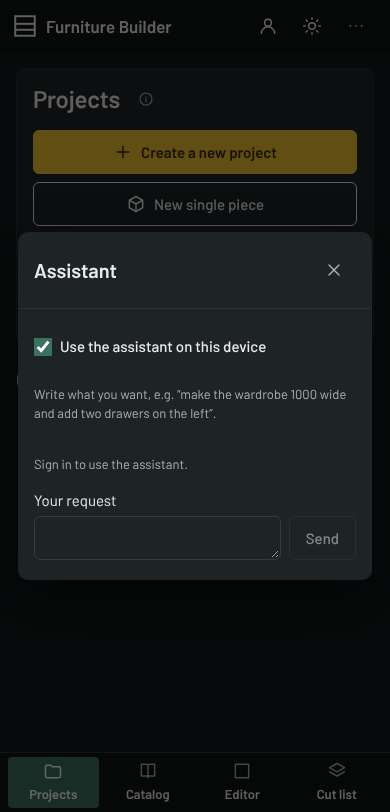 Furniture Builder
Projects
Create a new project
New single piece
Assistant
Use the assistant on this device
Write what you want, e.g. “make the wardrobe 1000 wide
and add two drawers on the left”.
Sign in to use the assistant.
Your request
Send
Projects
Catalog
Editor
Cut list